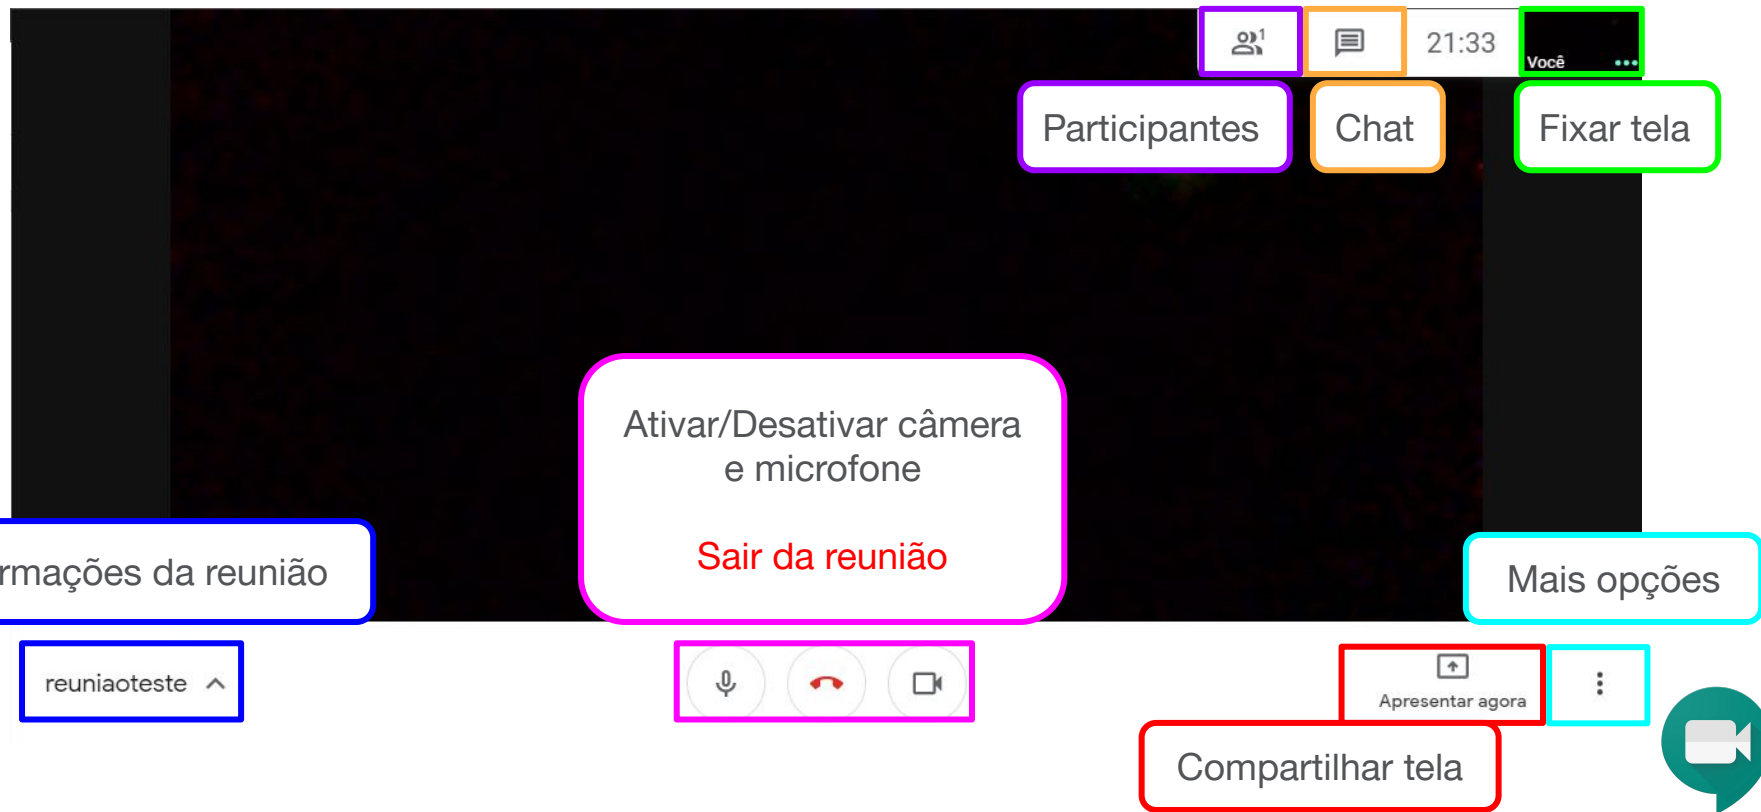 1
21:33
Você
Participantes
Chat
Fixar tela
Ativar/Desativar câmera
e microfone
Sair da reunião
rmações da reunião
Mais opções
reuniaoteste
Apresentar agora
Compartilhar tela